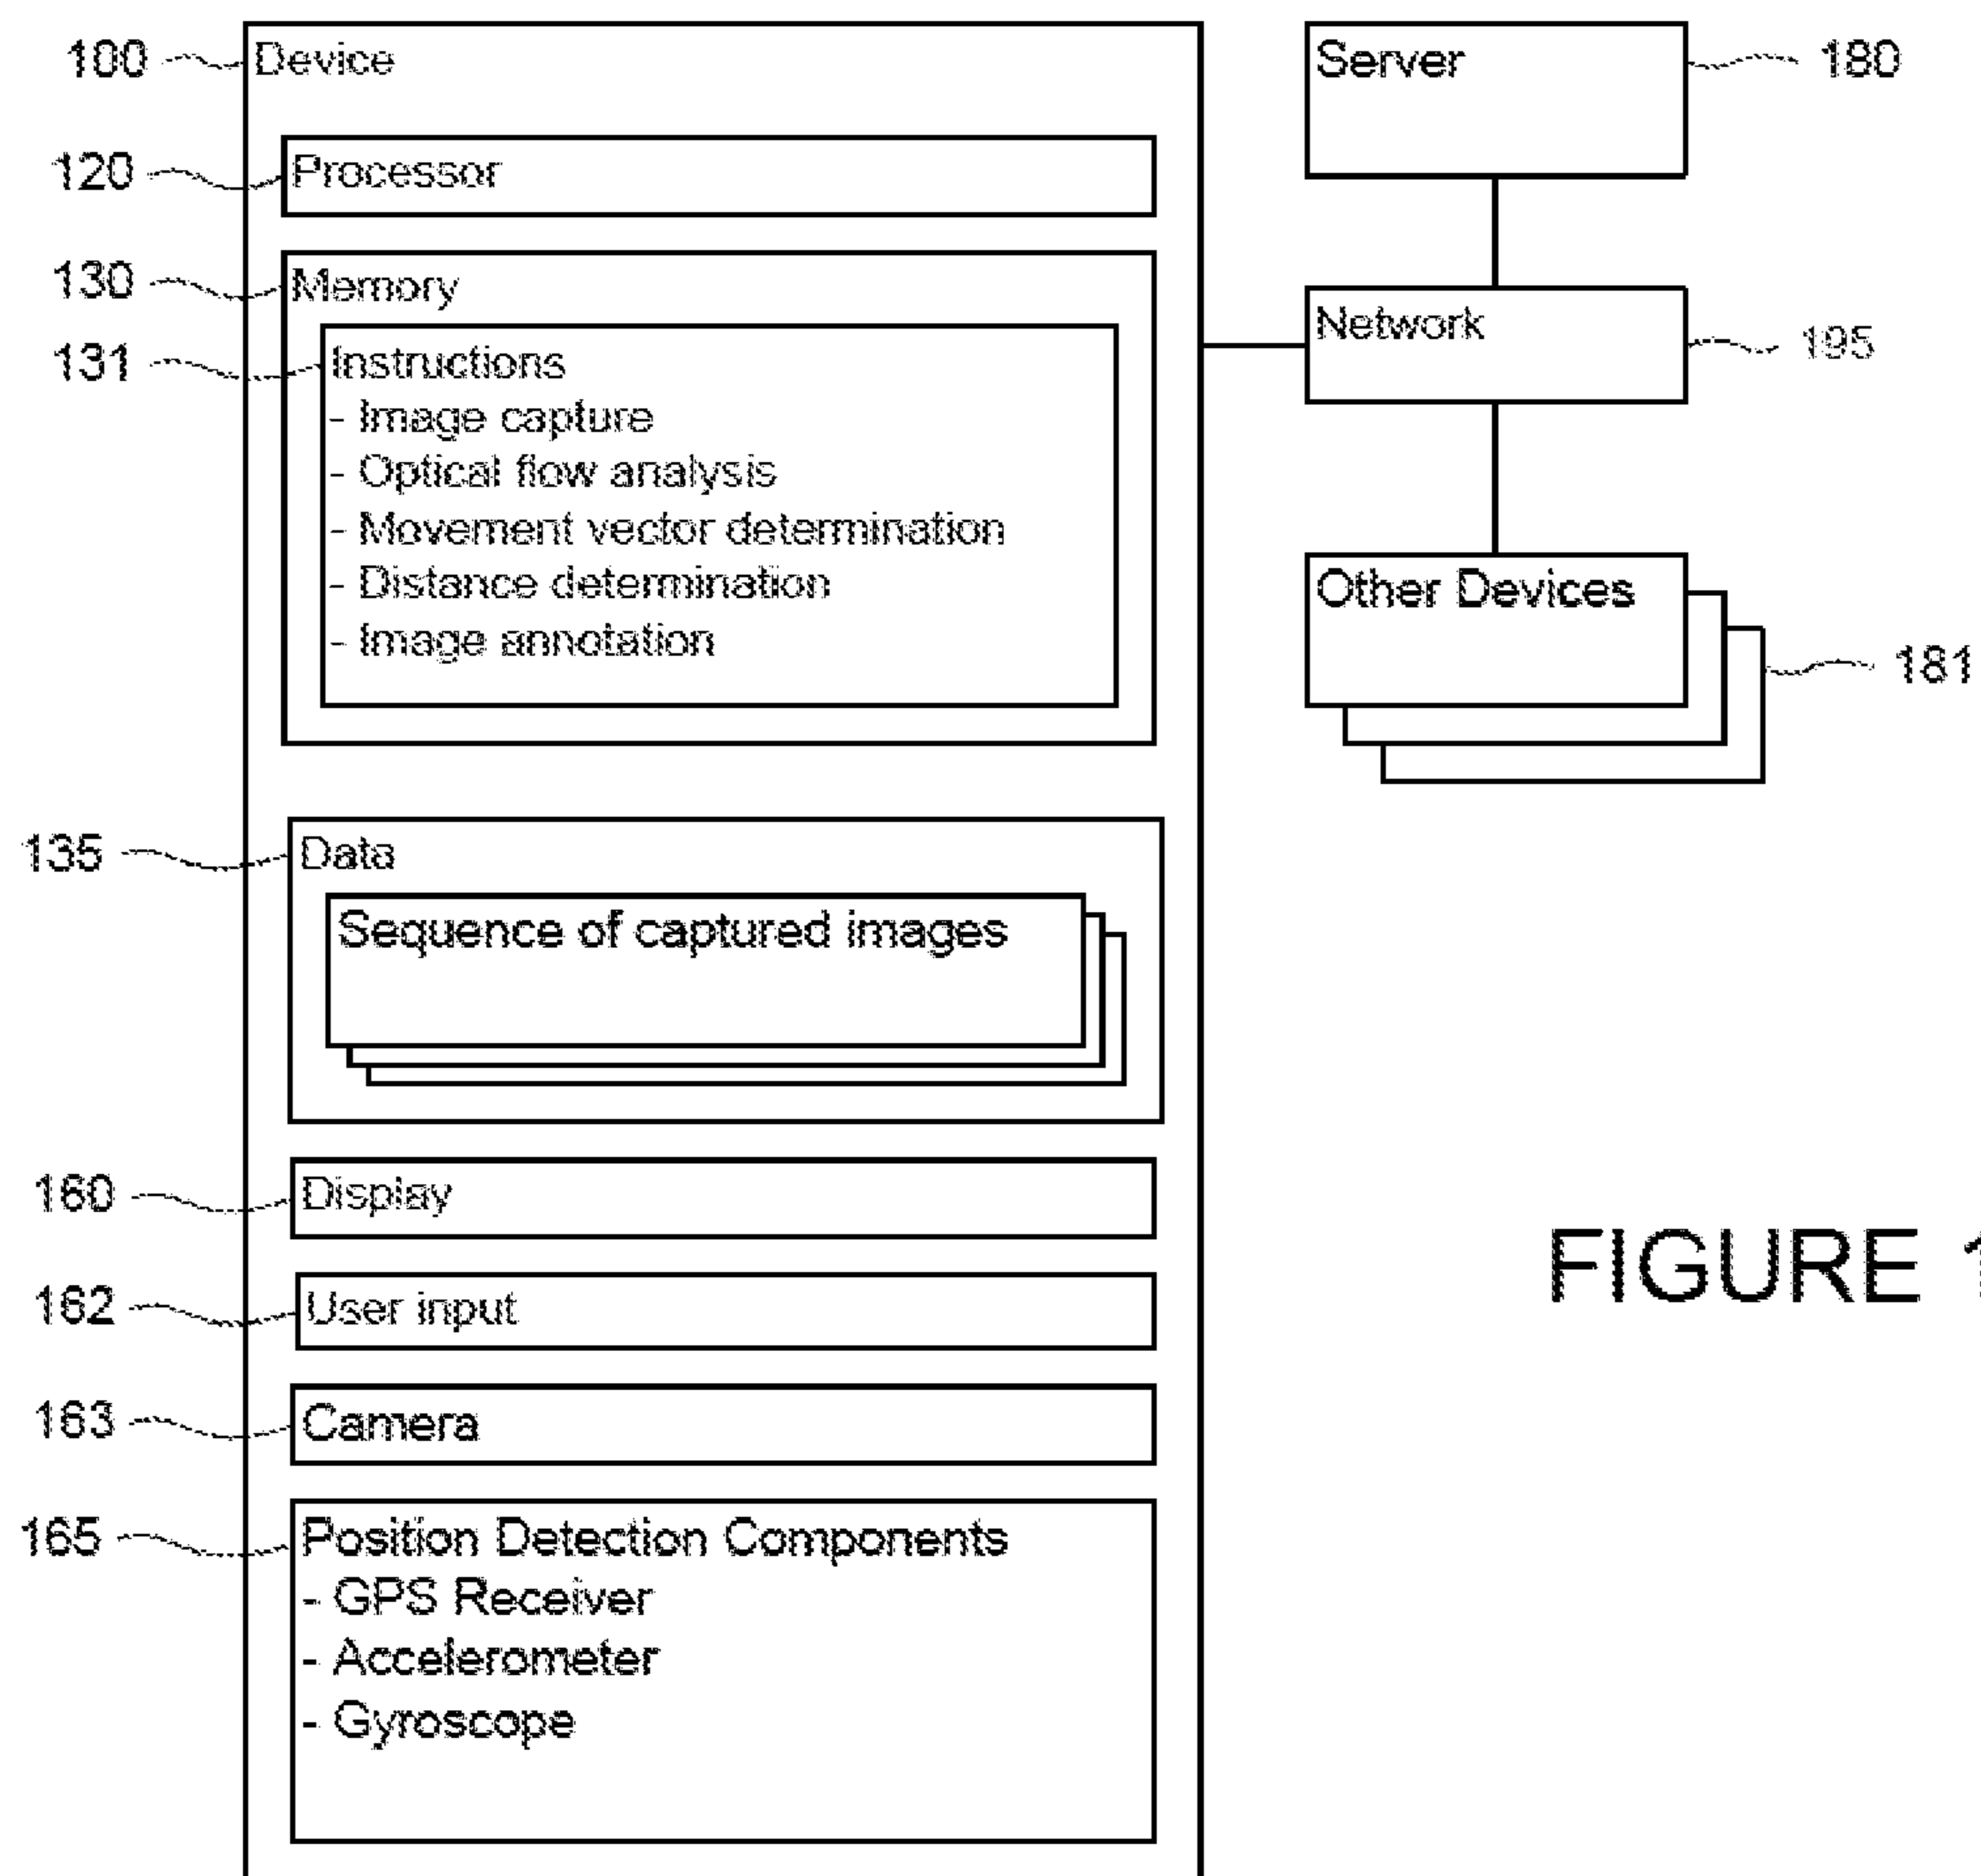 100
Device
120
Processor
130
Memory
131
Instructions
- Image capture
- Optical flow analysis
- Movement vector determination
- Distance determination
- Image annotation
135
Data
Sequence of captured images
160
Display
162
User input
163
Camera
165
Position Detection Components
- GPS Receiver
- Accelerometer
- Gyroscope
Server
180
Network
195
Other Devices
181
FIGURE 1